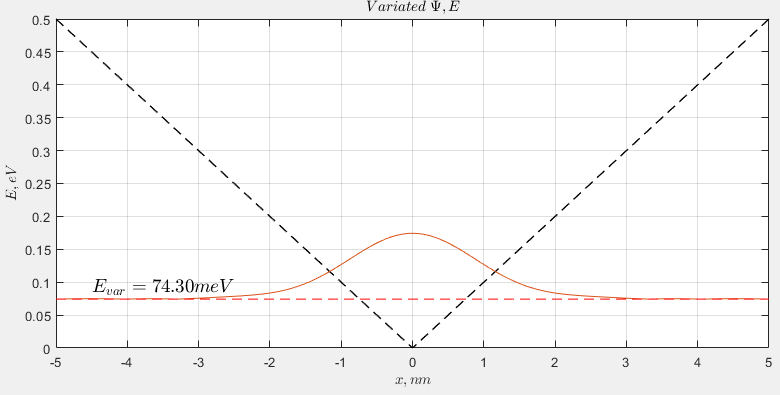 Variated Ψ, E
0.5
0.45
0.4
0.35
0.3
0.25
0.2
0.15
0.1
0.05
0
E, eV
E_var = 74.30meV
-5 -4 -3 -2 -1 0 1 2 3 4 5
x, nm